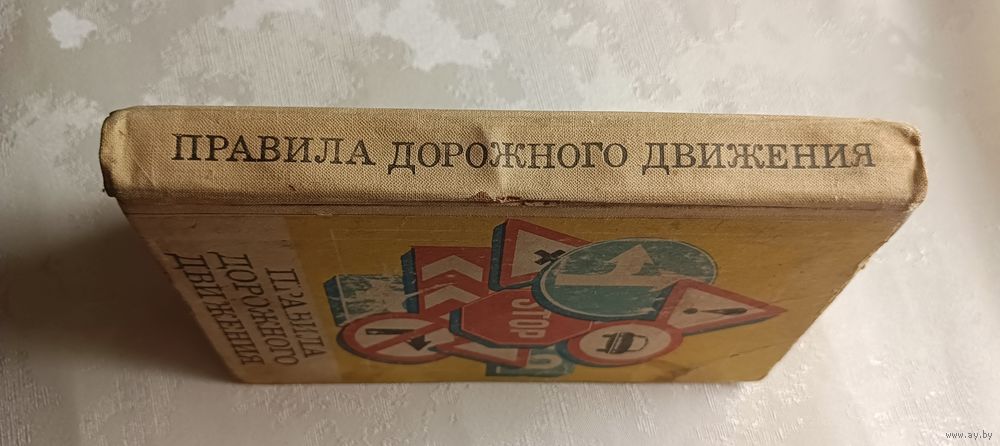 ПРАВИЛА ДОРОЖНОГО ДВИЖЕНИЯ
ПРАВИЛА
ДОРОЖНОГО
ДВИЖЕНИЯ
STOP
www.ay.by